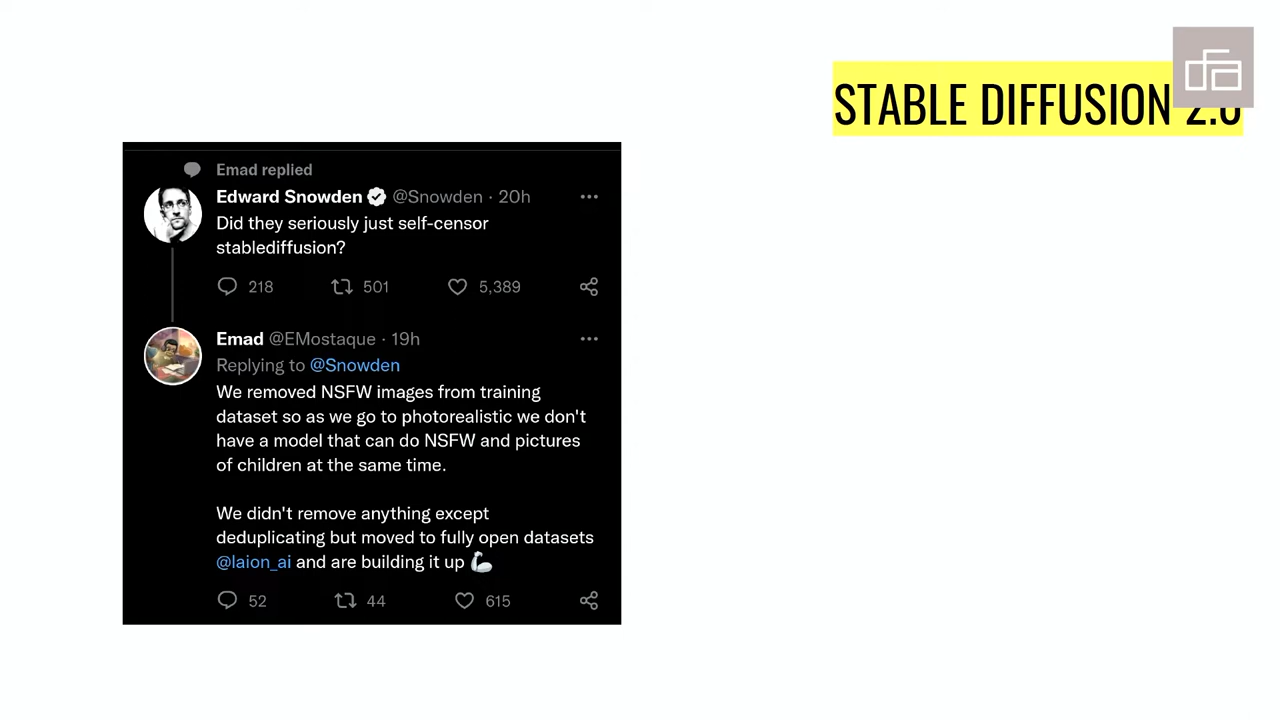 STABLE DIFFUSION 2.0
Emad replied
Edward Snowden @Snowden · 20h
Did they seriously just self-censor
stablediffusion?
218 501 5,389
Emad @EMostaque · 19h
Replying to @Snowden
We removed NSFW images from training
dataset so as we go to photorealistic we don't
have a model that can do NSFW and pictures
of children at the same time.
We didn't remove anything except
deduplicating but moved to fully open datasets
@laion_ai and are building it up 💪
52 44 615
dfa